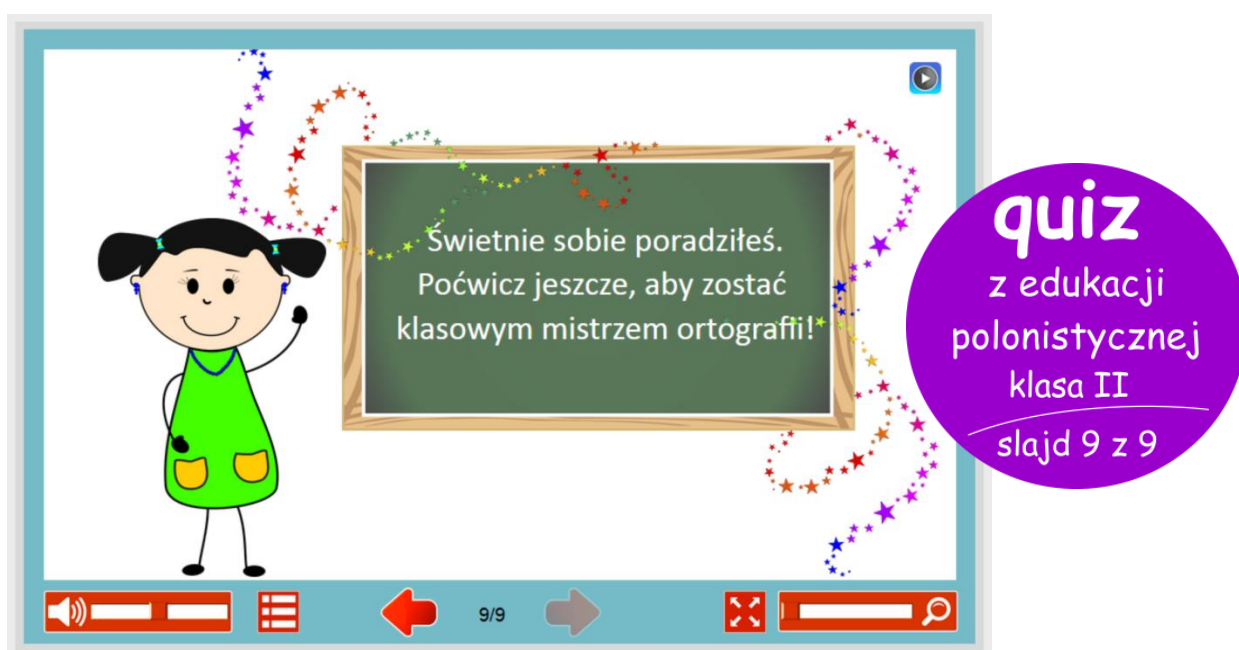 Świetnie sobie poradziłeś.
Poćwicz jeszcze, aby zostać
klasowym mistrzem ortografii!
9/9
quiz
z edukacji
polonistycznej
klasa II
slajd 9 z 9